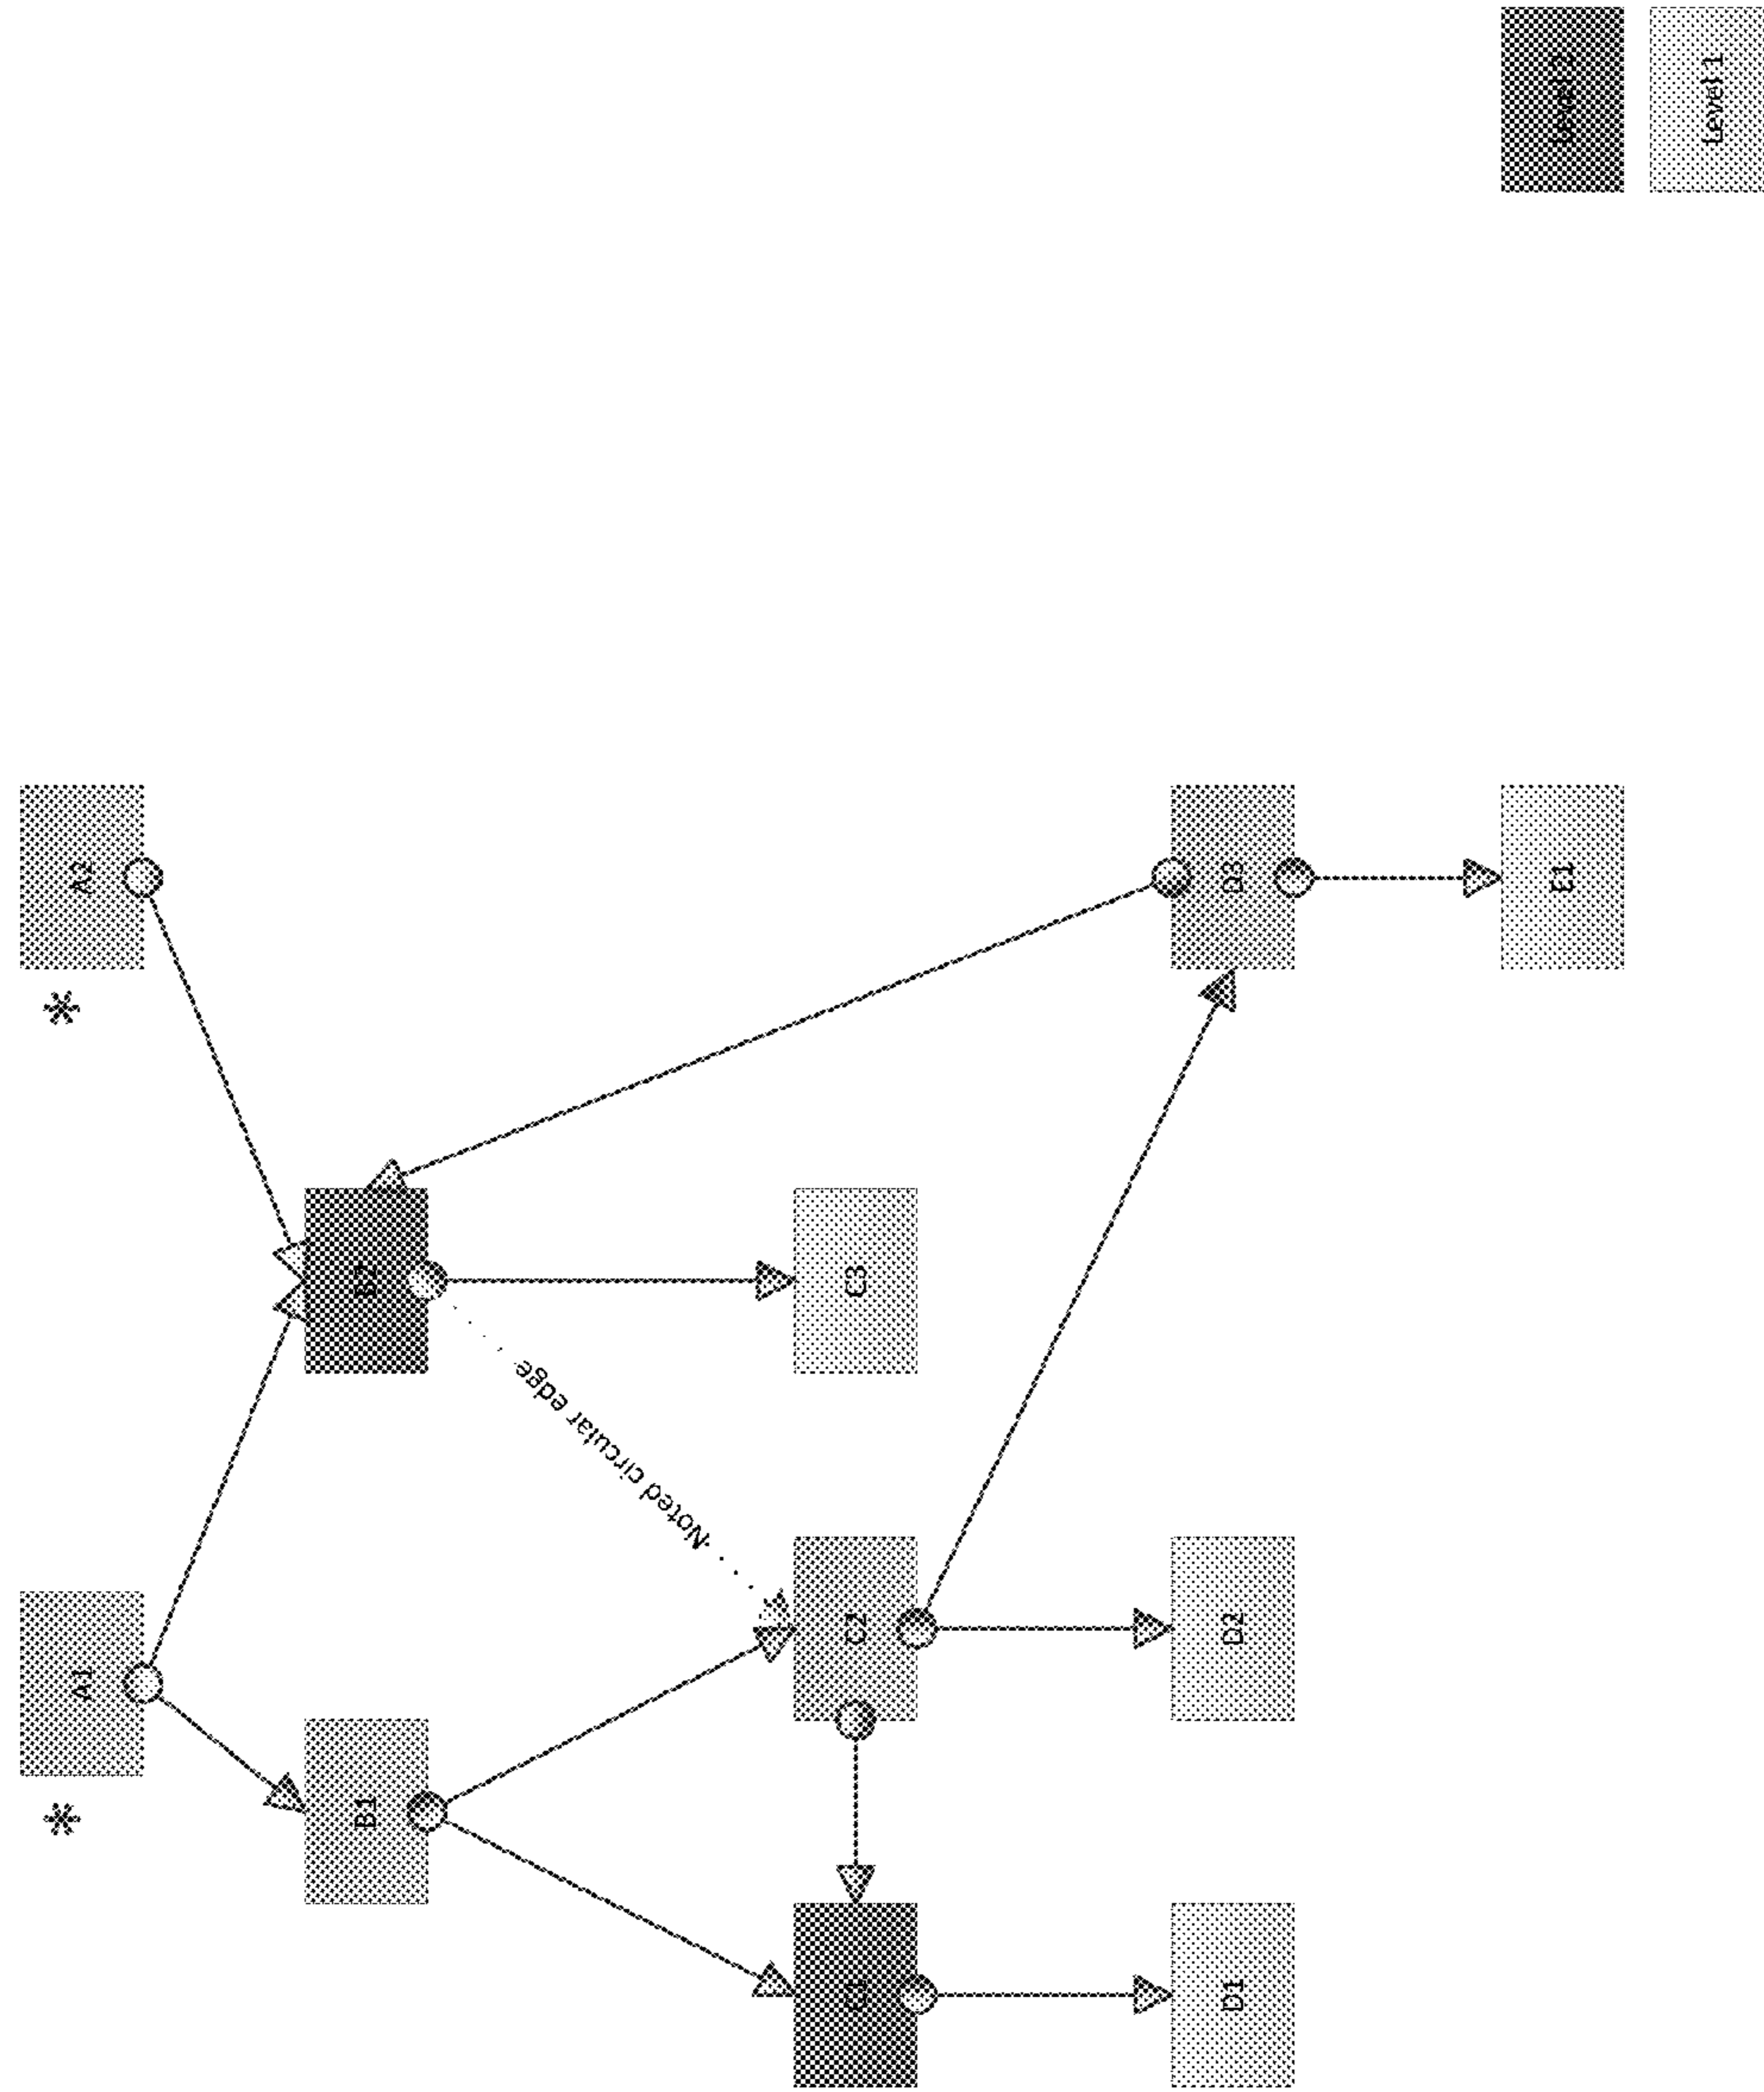 * A1
* A2
B1
B2
Noted circular edge
C1
C2
C3
D1
D2
D3
E1
Level 2
Level 1